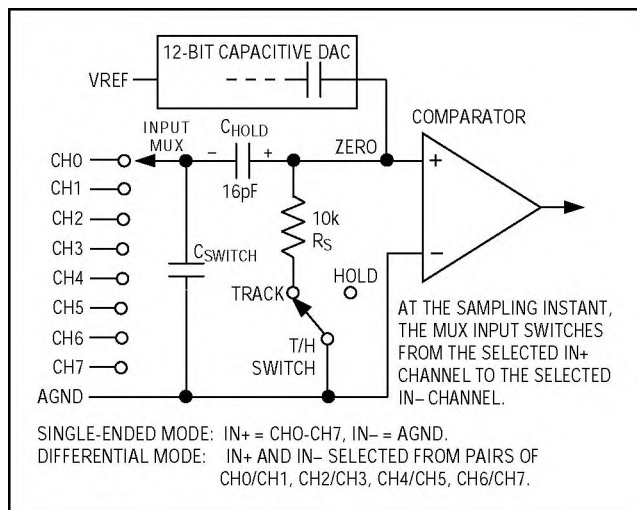 12-BIT CAPACITIVE DAC
VREF
COMPARATOR
INPUT
MUX
– CHOLD +
16pF
ZERO
+
–
CH0
CH1
CH2
CH3
CH4
CH5
CH6
CH7
AGND
CSWITCH
10k
RS
TRACK
HOLD
T/H
SWITCH
AT THE SAMPLING INSTANT,
THE MUX INPUT SWITCHES
FROM THE SELECTED IN+
CHANNEL TO THE SELECTED
IN– CHANNEL.
SINGLE-ENDED MODE: IN+ = CHO-CH7, IN– = AGND.
DIFFERENTIAL MODE: IN+ AND IN– SELECTED FROM PAIRS OF
CH0/CH1, CH2/CH3, CH4/CH5, CH6/CH7.